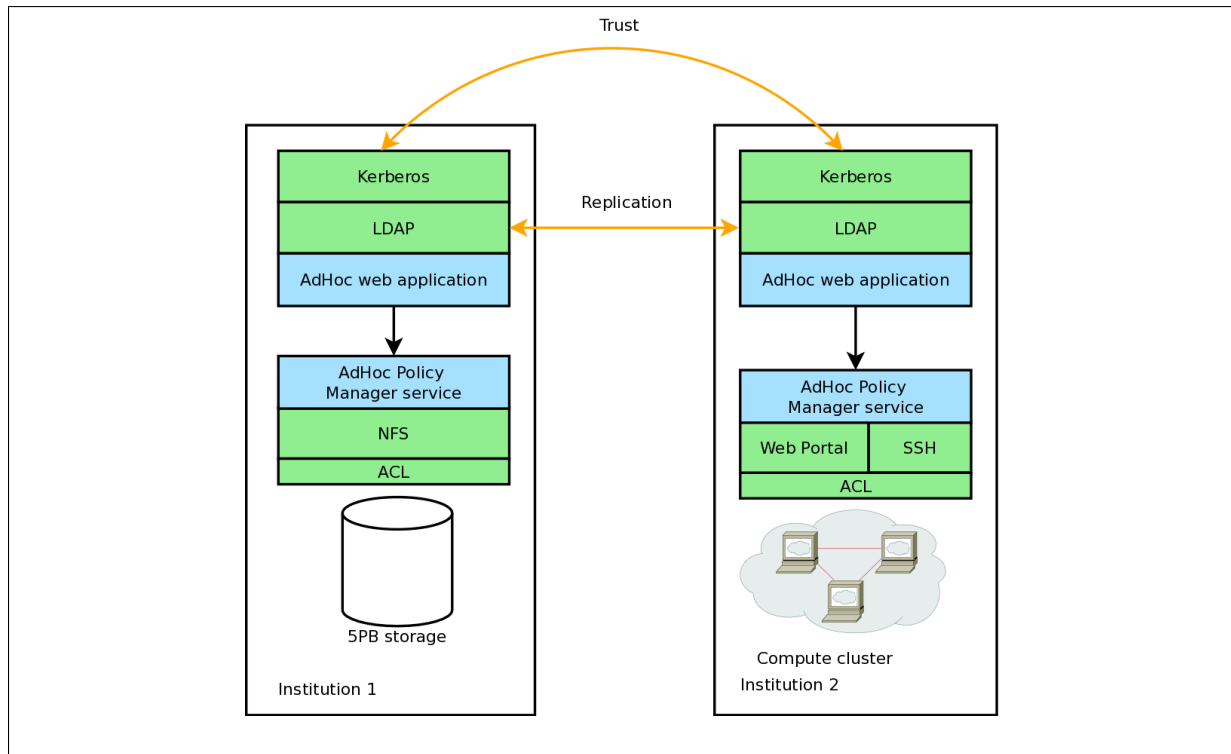 Trust
Kerberos
LDAP
AdHoc web application
AdHoc Policy
Manager service
NFS
ACL
5PB storage
Institution 1
Replication
Kerberos
LDAP
AdHoc web application
AdHoc Policy
Manager service
Web Portal
SSH
ACL
Compute cluster
Institution 2